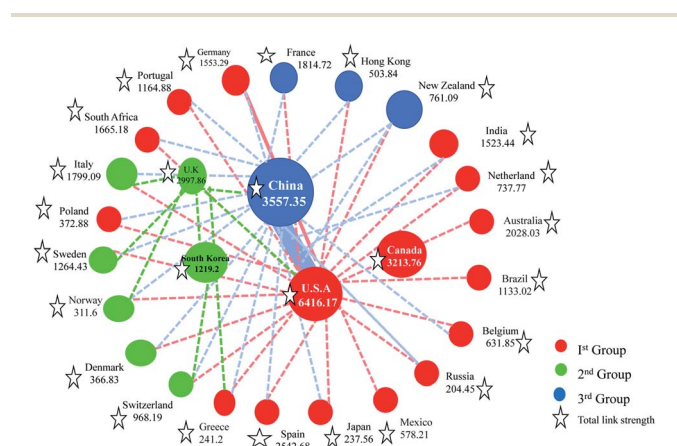 Germany
1553.29
France
1814.72
Hong Kong
503.84
New Zealand
761.09
Portugal
1164.88
South Africa
1665.18
India
1523.44
Italy
1799.09
U.K
2997.86
China
3557.35
Netherland
737.77
Poland
372.88
Australia
2028.03
Sweden
1264.43
South Korea
1219.2
Canada
3213.76
U.S.A
6416.17
Brazil
1133.02
Norway
311.6
Belgium
631.85
Denmark
366.83
Russia
204.45
Switzerland
968.19
Greece
241.2
Spain
2542.68
Japan
237.56
Mexico
578.21
Ist Group
2nd Group
3rd Group
Total link strength